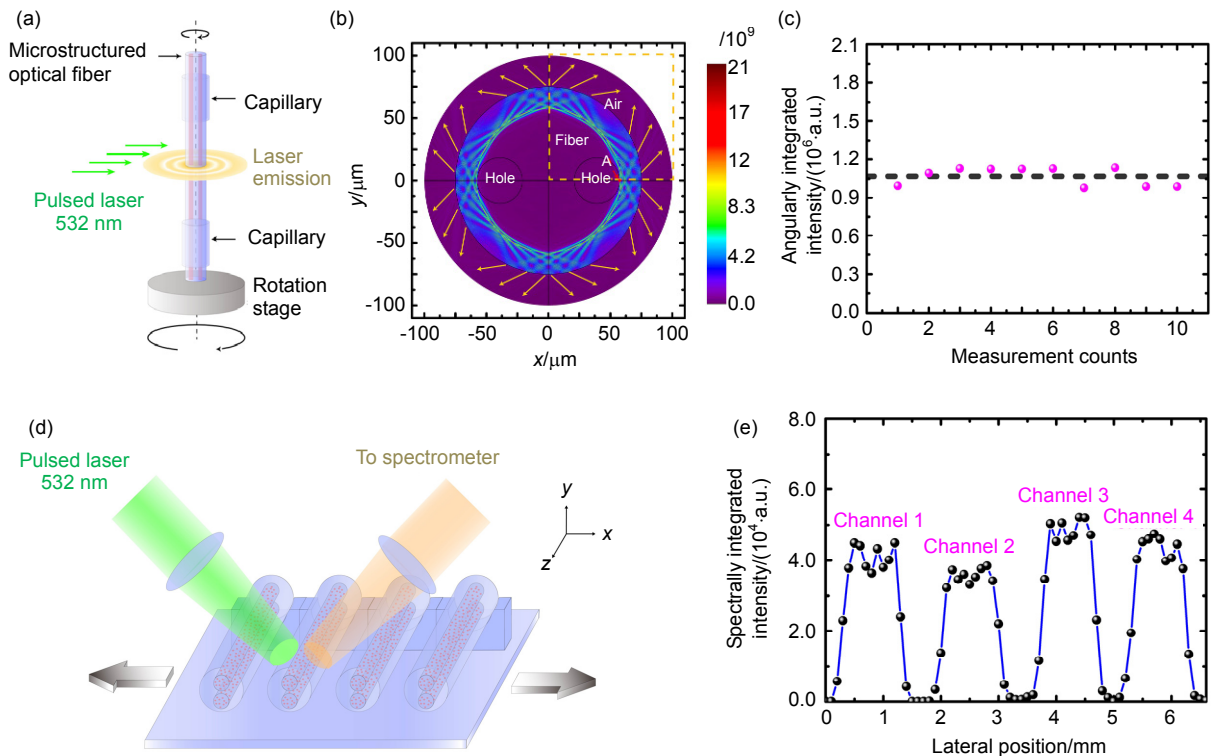 (a)
Microstructured
optical fiber
Capillary
Laser
emission
Pulsed laser
532 nm
Capillary
Rotation
stage
(b)
/10⁹
100
50
0
-50
-100
y/μm
Air
Fiber
A
Hole
Hole
-100
-50
0
50
100
x/μm
21
17
13
8.3
4.2
0.0
(c)
2.1
1.8
1.5
1.2
0.9
0.6
0.3
0.0
Angularly integrated
intensity/(10⁶·a.u.)
0
2
4
6
8
10
Measurement counts
(d)
Pulsed laser
532 nm
To spectrometer
y
x
z
(e)
8.0
6.0
4.0
2.0
0.0
Spectrally integrated
intensity/(10⁴·a.u.)
Channel 1
Channel 2
Channel 3
Channel 4
0
1
2
3
4
5
6
Lateral position/mm